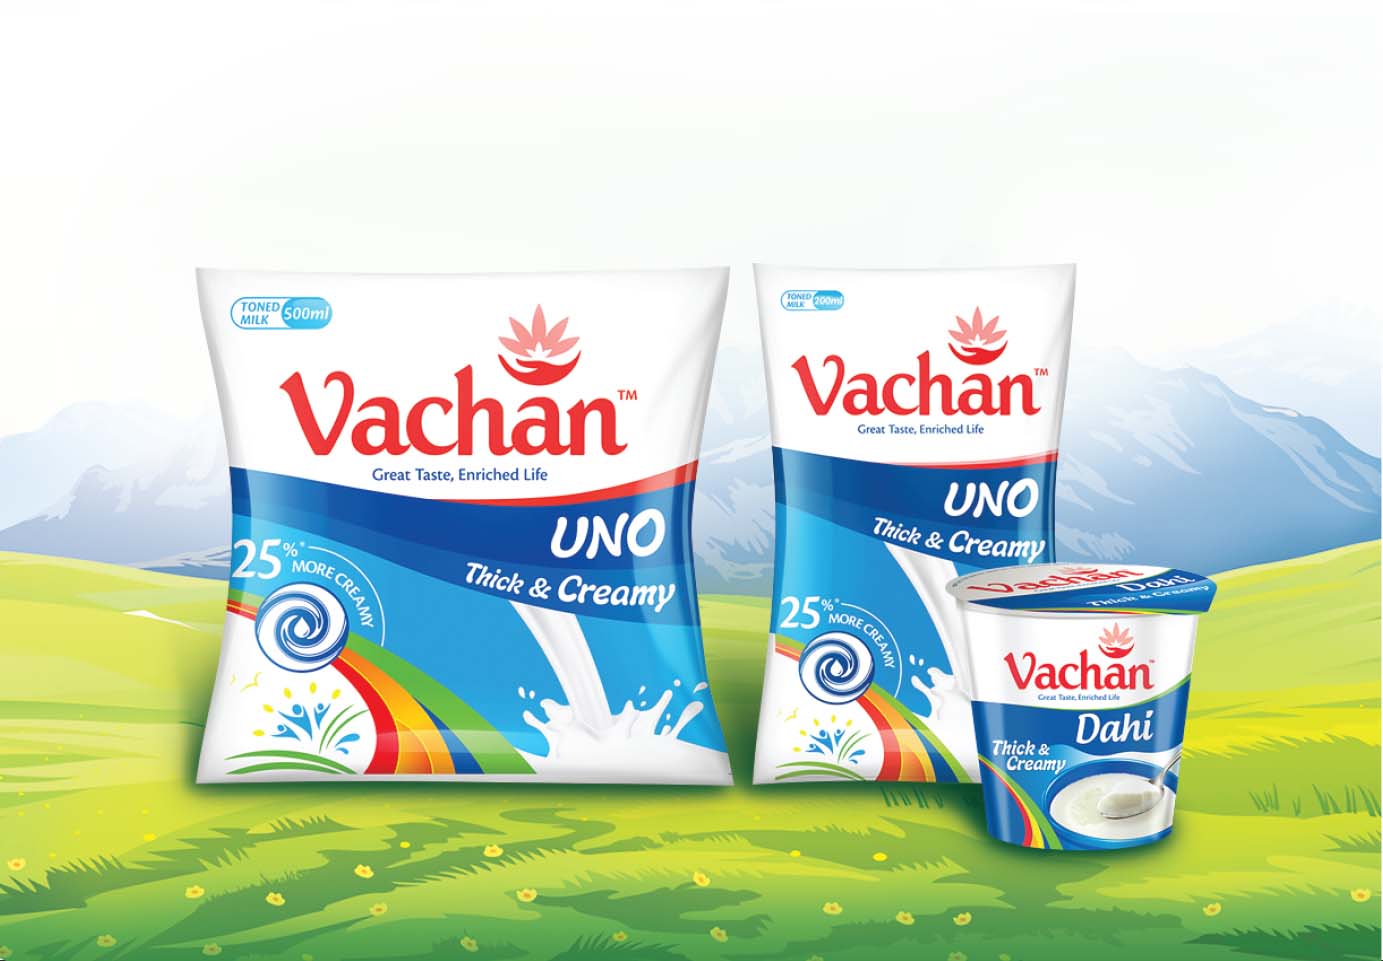 TONED
MILK
500ml
Vachan™
Great Taste, Enriched Life
UNO
Thick & Creamy
25%*
MORE CREAMY
TONED
MILK
200ml
Vachan™
Great Taste, Enriched Life
UNO
Thick & Creamy
25%*
MORE CREAMY
Vachan Dahi
Thick & Creamy
Vachan™
Great Taste, Enriched Life
Dahi
Thick &
Creamy